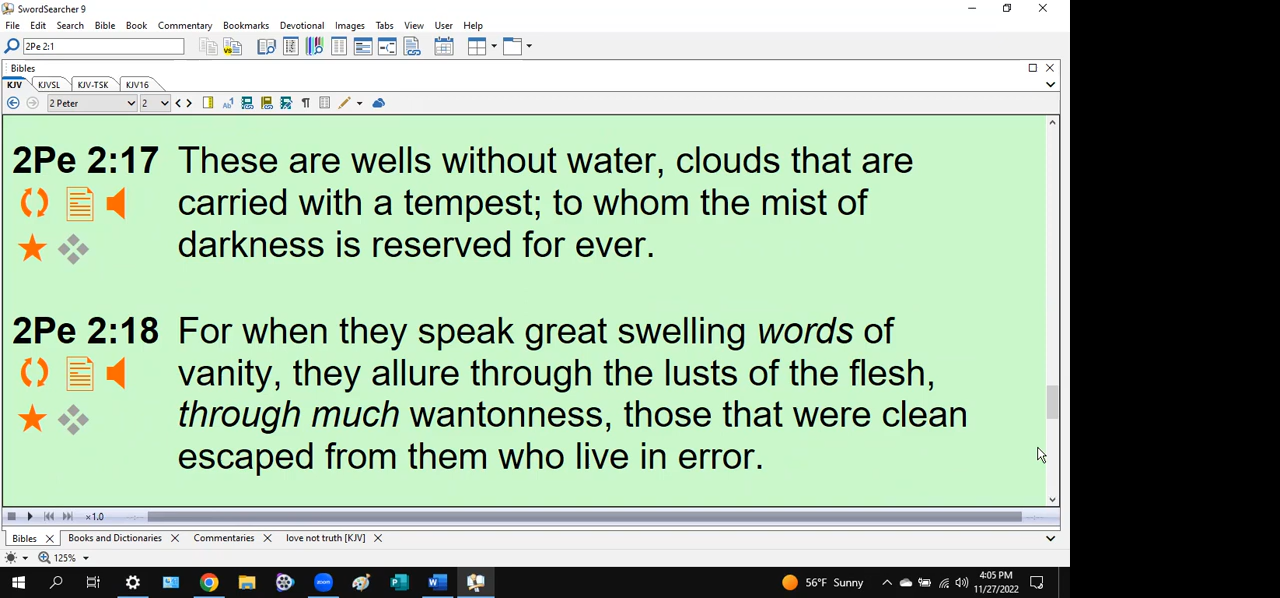 SwordSearcher 9
File Edit Search Bible Book Commentary Bookmarks Devotional Images Tabs View User Help
2Pe 2:1
Bibles
KJV KJVSL KJV-TSK KJV16
2 Peter 2
2Pe 2:17 These are wells without water, clouds that are
carried with a tempest; to whom the mist of
darkness is reserved for ever.
2Pe 2:18 For when they speak great swelling words of
vanity, they allure through the lusts of the flesh,
through much wantonness, those that were clean
escaped from them who live in error.
×1.0
Bibles Books and Dictionaries Commentaries love not truth [KJV]
125%
56°F Sunny 4:05 PM
11/27/2022